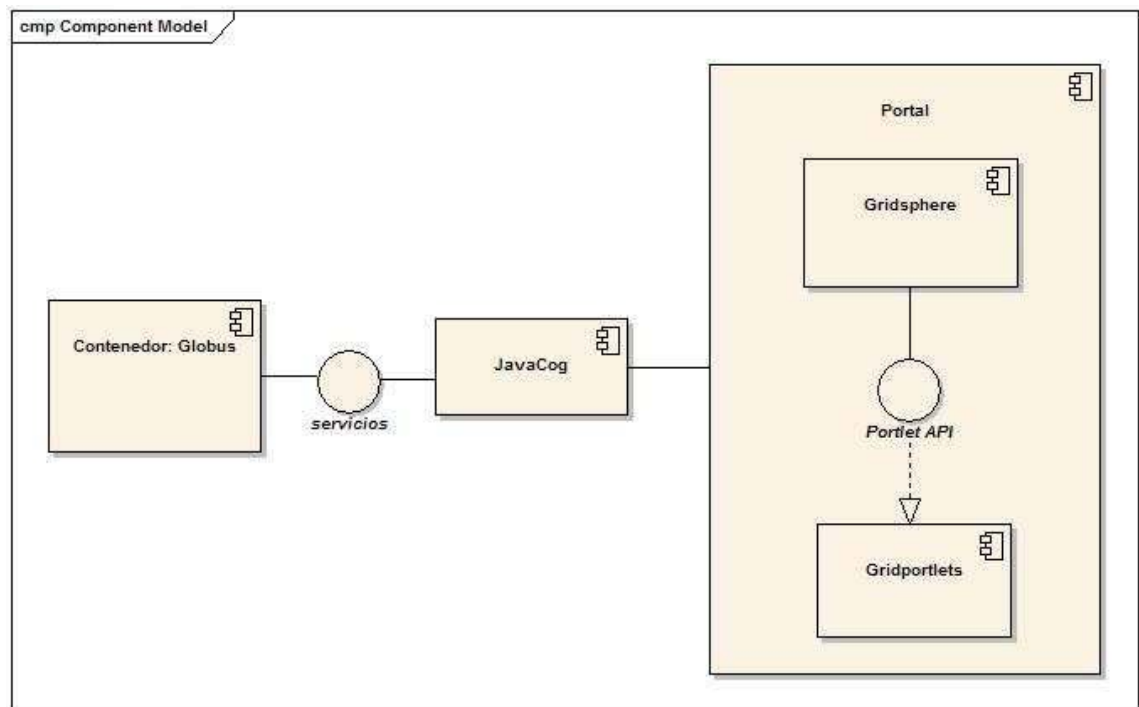 cmp Component Model
Portal
Gridsphere
Contenedor: Globus
servicios
JavaCog
Portlet API
Gridportlets